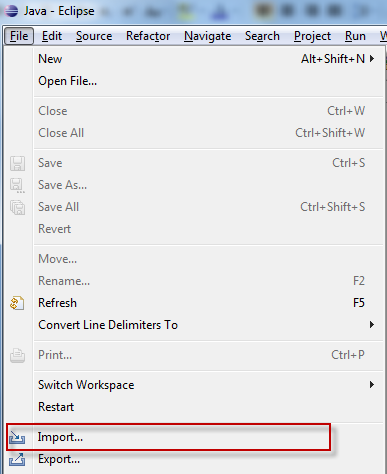 Java - Eclipse
File Edit Source Refactor Navigate Search Project Run W
New Alt+Shift+N
Open File...
Close Ctrl+W
Close All Ctrl+Shift+W
Save Ctrl+S
Save As...
Save All Ctrl+Shift+S
Revert
Move...
Rename... F2
Refresh F5
Convert Line Delimiters To
Print... Ctrl+P
Switch Workspace
Restart
Import...
Export...